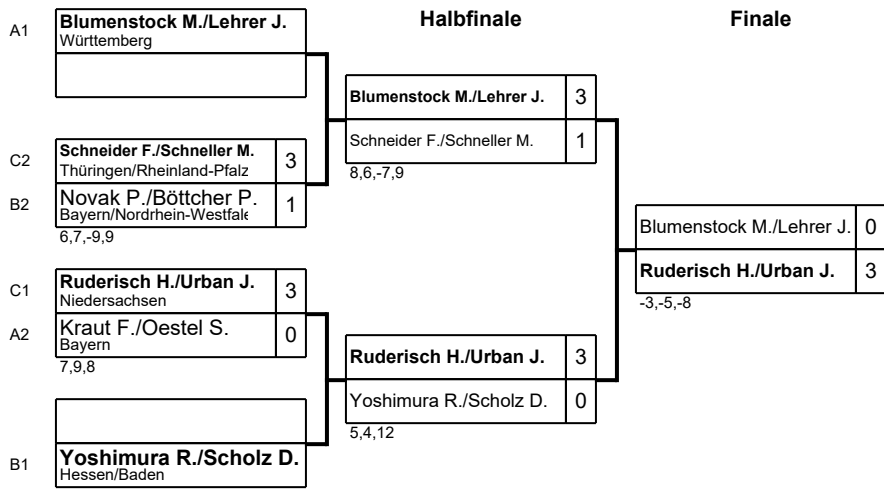 Halbfinale
Finale
A1
Blumenstock M./Lehrer J.
Württemberg
C2
Schneider F./Schneller M. 3
Thüringen/Rheinland-Pfalz
B2
Novak P./Böttcher P. 1
Bayern/Nordrhein-Westfale
6,7,-9,9
C1
Ruderisch H./Urban J. 3
Niedersachsen
A2
Kraut F./Oestel S. 0
Bayern
7,9,8
B1
Yoshimura R./Scholz D.
Hessen/Baden
Blumenstock M./Lehrer J. 3
Schneider F./Schneller M. 1
8,6,-7,9
Ruderisch H./Urban J. 3
Yoshimura R./Scholz D. 0
5,4,12
Blumenstock M./Lehrer J. 0
Ruderisch H./Urban J. 3
-3,-5,-8